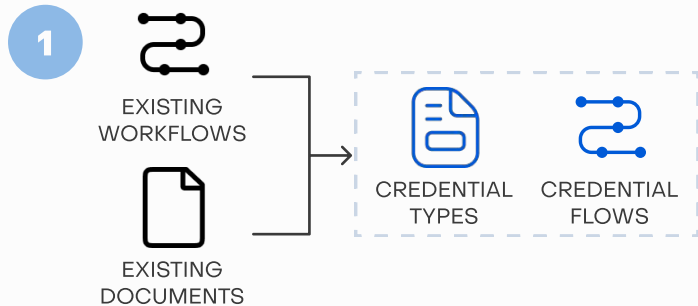 1
EXISTING
WORKFLOWS
EXISTING
DOCUMENTS
CREDENTIAL
TYPES
CREDENTIAL
FLOWS